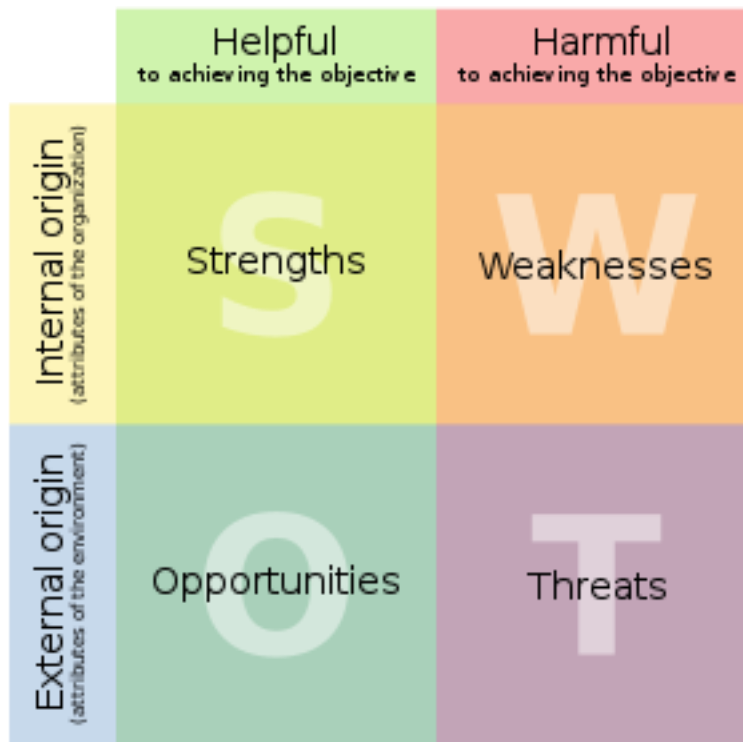 Helpful
to achieving the objective
Harmful
to achieving the objective
Internal origin
(attributes of the organization)
S
Strengths
W
Weaknesses
External origin
(attributes of the environment)
O
Opportunities
T
Threats